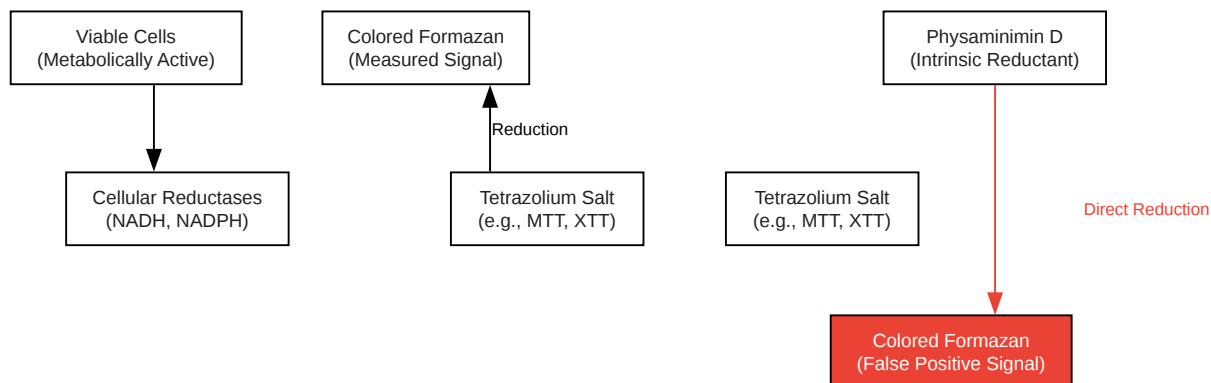 Viable Cells
(Metabolically Active)
Colored Formazan
(Measured Signal)
Physaminimin D
(Intrinsic Reductant)
Reduction
Cellular Reductases
(NADH, NADPH)
Tetrazolium Salt
(e.g., MTT, XTT)
Tetrazolium Salt
(e.g., MTT, XTT)
Direct Reduction
Colored Formazan
(False Positive Signal)